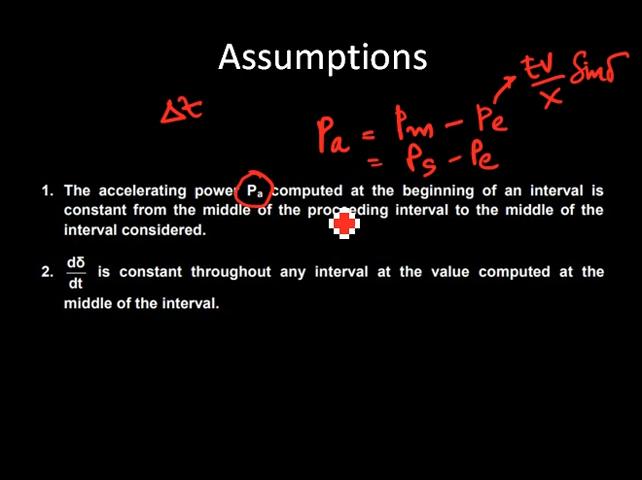 Assumptions
Δt
Pa = Pm - Pe → EV/X Sinδ
= Ps - Pe
1. The accelerating power Pa computed at the beginning of an interval is
constant from the middle of the proceeding interval to the middle of the
interval considered.
2. dδ/dt is constant throughout any interval at the value computed at the
middle of the interval.